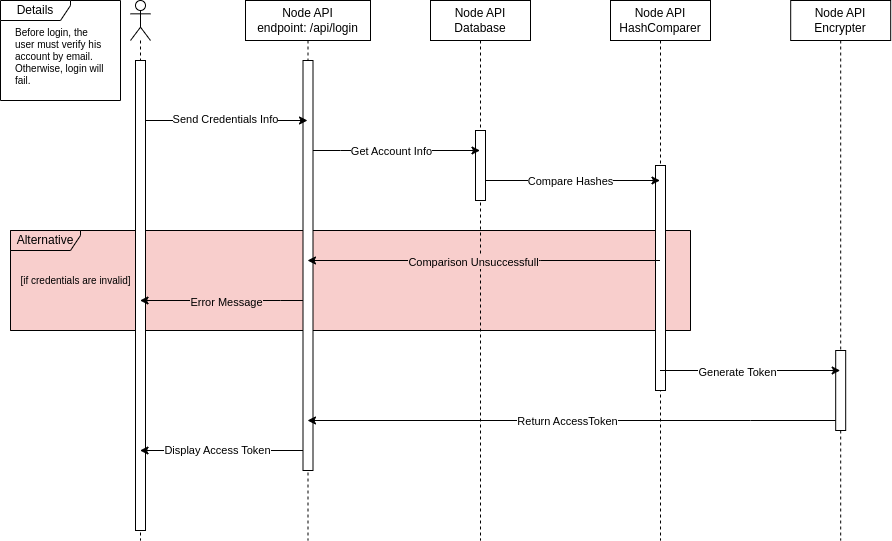 Details
Before login, the
user must verify his
account by email.
Otherwise, login will
fail.
Node API
endpoint: /api/login
Node API
Database
Node API
HashComparer
Node API
Encrypter
Send Credentials Info
Get Account Info
Compare Hashes
Alternative
Comparison Unsuccessfull
[if credentials are invalid]
Error Message
Generate Token
Return AccessToken
Display Access Token